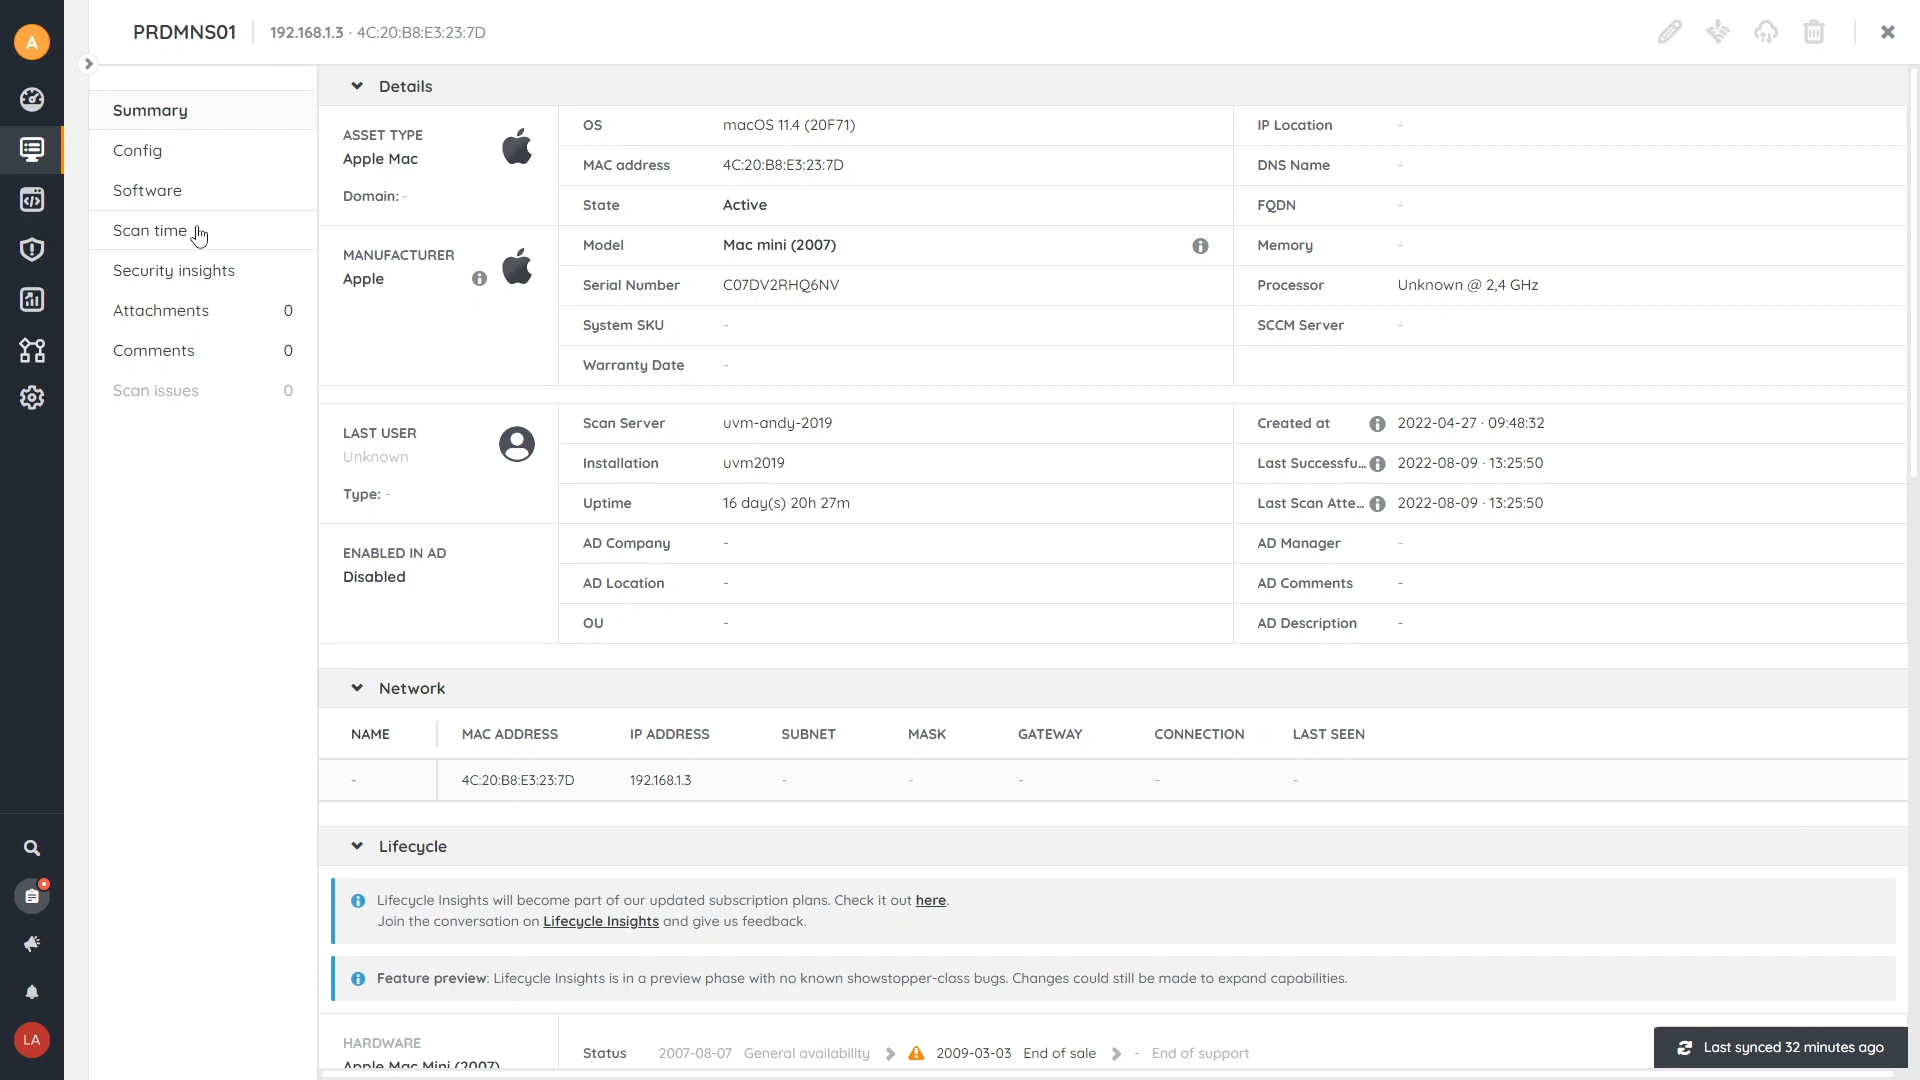 A
PRDMNS01
192.168.1.3 · 4C:20:B8:E3:23:7D
Summary
Config
Software
Scan time
Security insights
Attachments 0
Comments 0
Scan issues 0
LA
Details
ASSET TYPE
Apple Mac
Domain: -
MANUFACTURER
Apple
OS macOS 11.4 (20F71)
MAC address 4C:20:B8:E3:23:7D
State Active
Model Mac mini (2007)
Serial Number C07DV2RHQ6NV
System SKU -
Warranty Date -
IP Location -
DNS Name -
FQDN -
Memory -
Processor Unknown @ 2,4 GHz
SCCM Server -
LAST USER
Unknown
Type: -
ENABLED IN AD
Disabled
Scan Server uvm-andy-2019
Installation uvm2019
Uptime 16 day(s) 20h 27m
AD Company -
AD Location -
OU -
Created at 2022-04-27 · 09:48:32
Last Successfu... 2022-08-09 · 13:25:50
Last Scan Atte... 2022-08-09 · 13:25:50
AD Manager -
AD Comments -
AD Description -
Network
NAME MAC ADDRESS IP ADDRESS SUBNET MASK GATEWAY CONNECTION LAST SEEN
- 4C:20:B8:E3:23:7D 192.168.1.3 - - - - -
Lifecycle
Lifecycle Insights will become part of our updated subscription plans. Check it out here.
Join the conversation on Lifecycle Insights and give us feedback.
Feature preview: Lifecycle Insights is in a preview phase with no known showstopper-class bugs. Changes could still be made to expand capabilities.
HARDWARE
Apple Mac Mini (2007)
Status 2007-08-07 General availability 2009-03-03 End of sale - End of support
Last synced 32 minutes ago